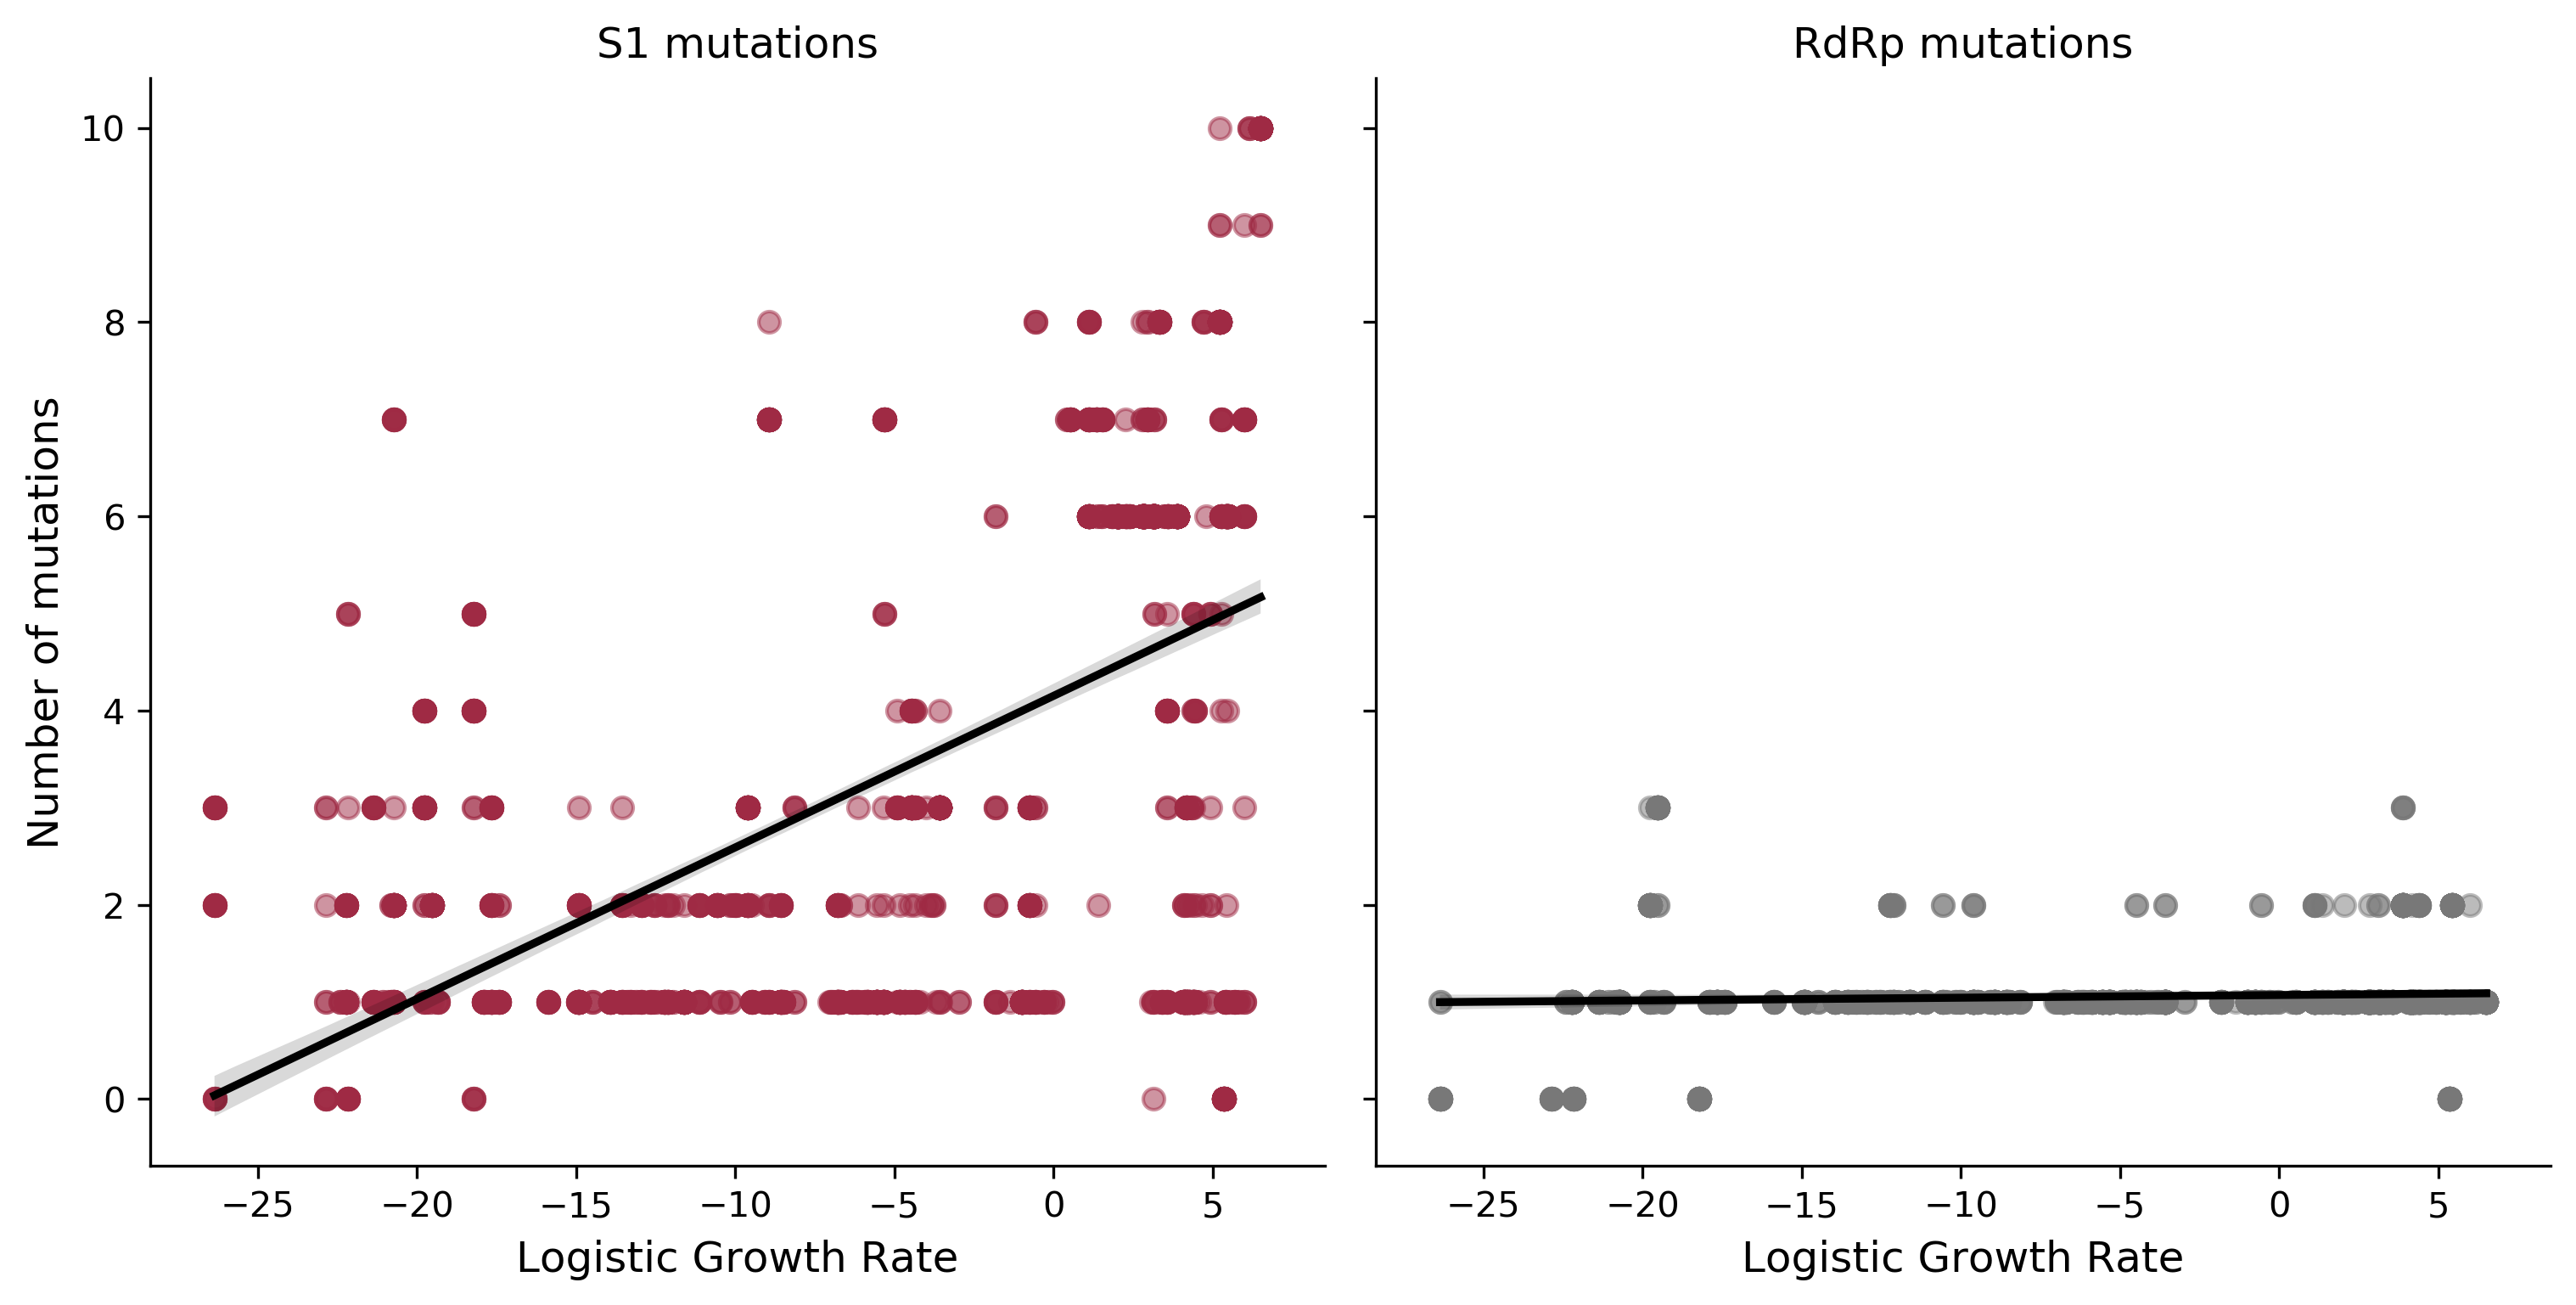 S1 mutations
RdRp mutations
Number of mutations
10
8
6
4
2
0
−25 −20 −15 −10 −5 0 5
−25 −20 −15 −10 −5 0 5
Logistic Growth Rate
Logistic Growth Rate